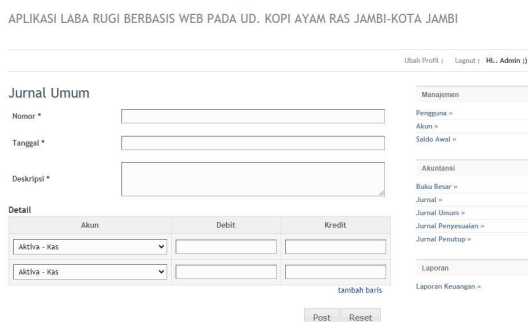 APLIKASI LABA RUGI BERBASIS WEB PADA UD. KOPI AYAM RAS JAMBI-KOTA JAMBI
Ubah Profil | Logout | Hi.. Admin ;)
Jurnal Umum
Nomor *
Tanggal *
Deskripsi *
Detail
Akun Debit Kredit
Aktiva - Kas
Aktiva - Kas
tambah baris
Post Reset
Manajemen
Pengguna »
Akun »
Saldo Awal »
Akuntansi
Buku Besar »
Jurnal »
Jurnal Umum »
Jurnal Penyesuaian »
Jurnal Penutup »
Laporan
Laporan Keuangan »